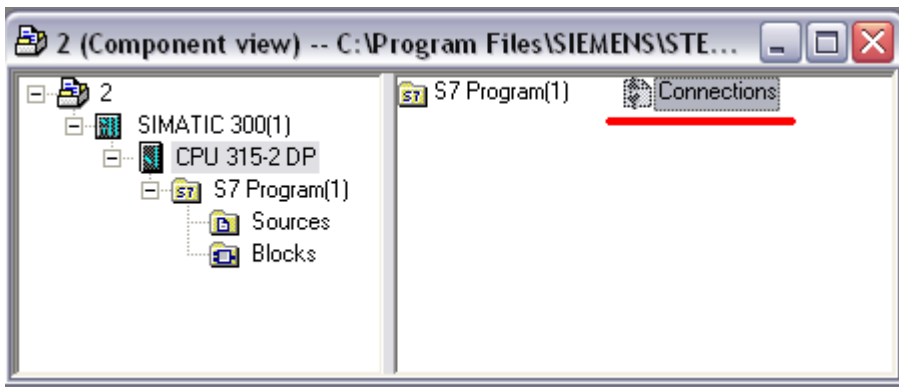 2 (Component view) -- C:\Program Files\SIEMENS\STE...
2
SIMATIC 300(1)
CPU 315-2 DP
S7 Program(1)
Sources
Blocks
S7 Program(1)
Connections